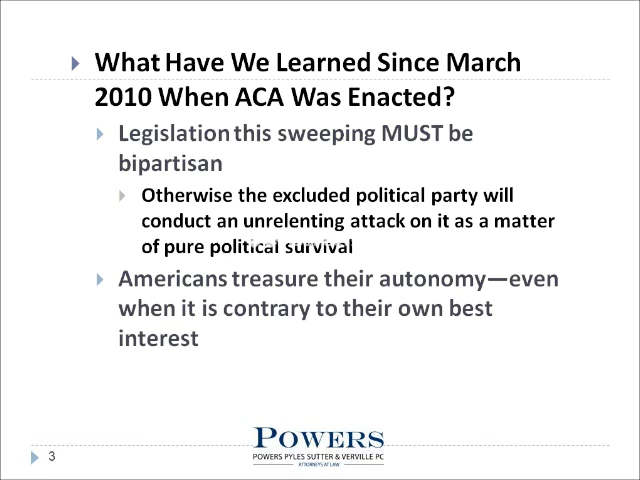 What Have We Learned Since March
2010 When ACA Was Enacted?
Legislation this sweeping MUST be
bipartisan
Otherwise the excluded political party will
conduct an unrelenting attack on it as a matter
of pure political survival
Americans treasure their autonomy—even
when it is contrary to their own best
interest
3
POWERS
POWERS PYLES SUTTER & VERVILLE PC
ATTORNEYS AT LAW